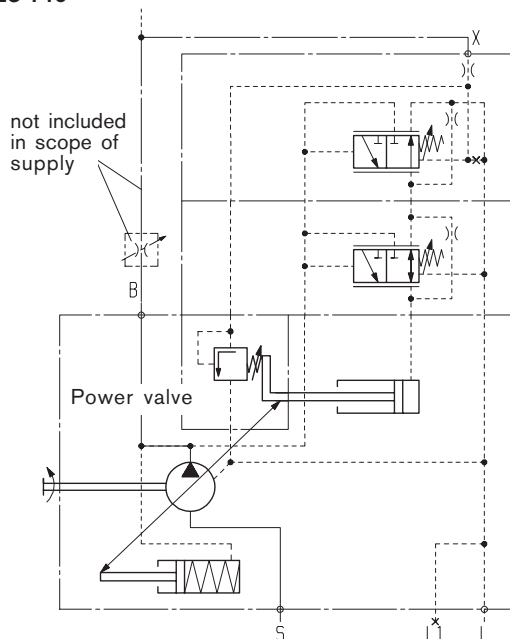 X
not included
in scope of
supply
B
Power valve
S
L1
L